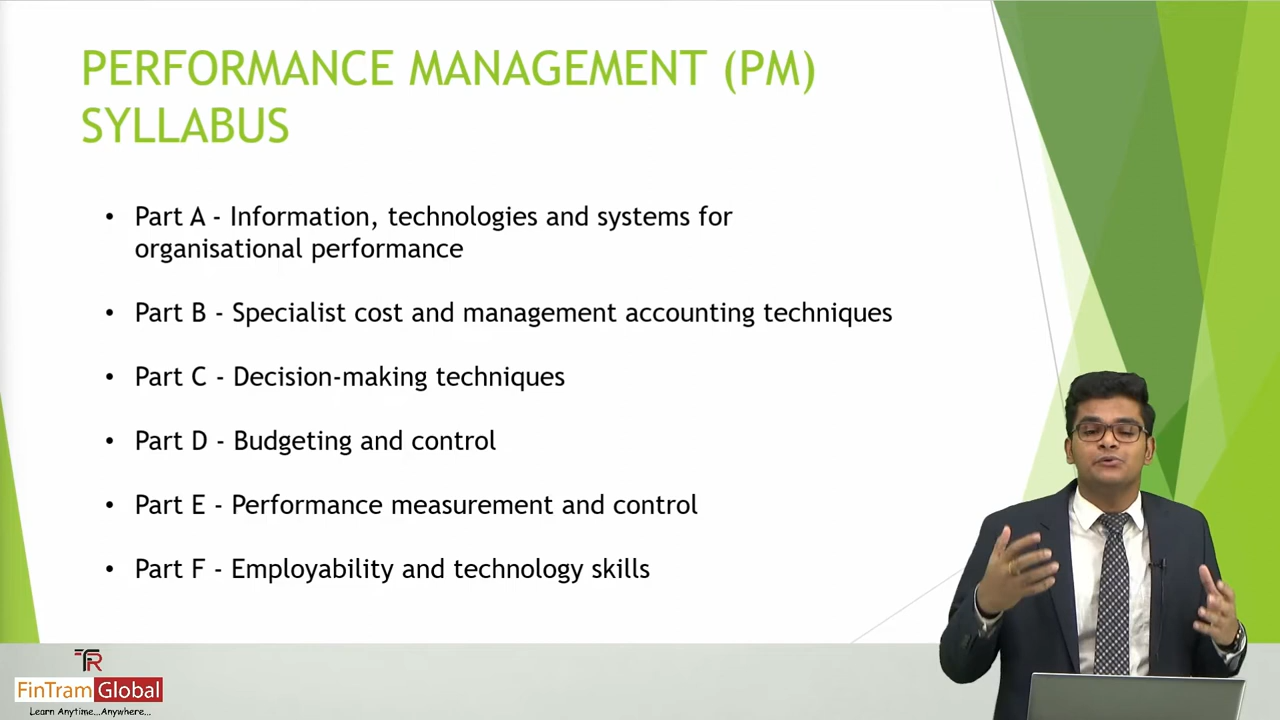 PERFORMANCE MANAGEMENT (PM)
SYLLABUS
• Part A - Information, technologies and systems for
organisational performance
• Part B - Specialist cost and management accounting techniques
• Part C - Decision-making techniques
• Part D - Budgeting and control
• Part E - Performance measurement and control
• Part F - Employability and technology skills
TR
FinTram Global
Learn Anytime...Anywhere...